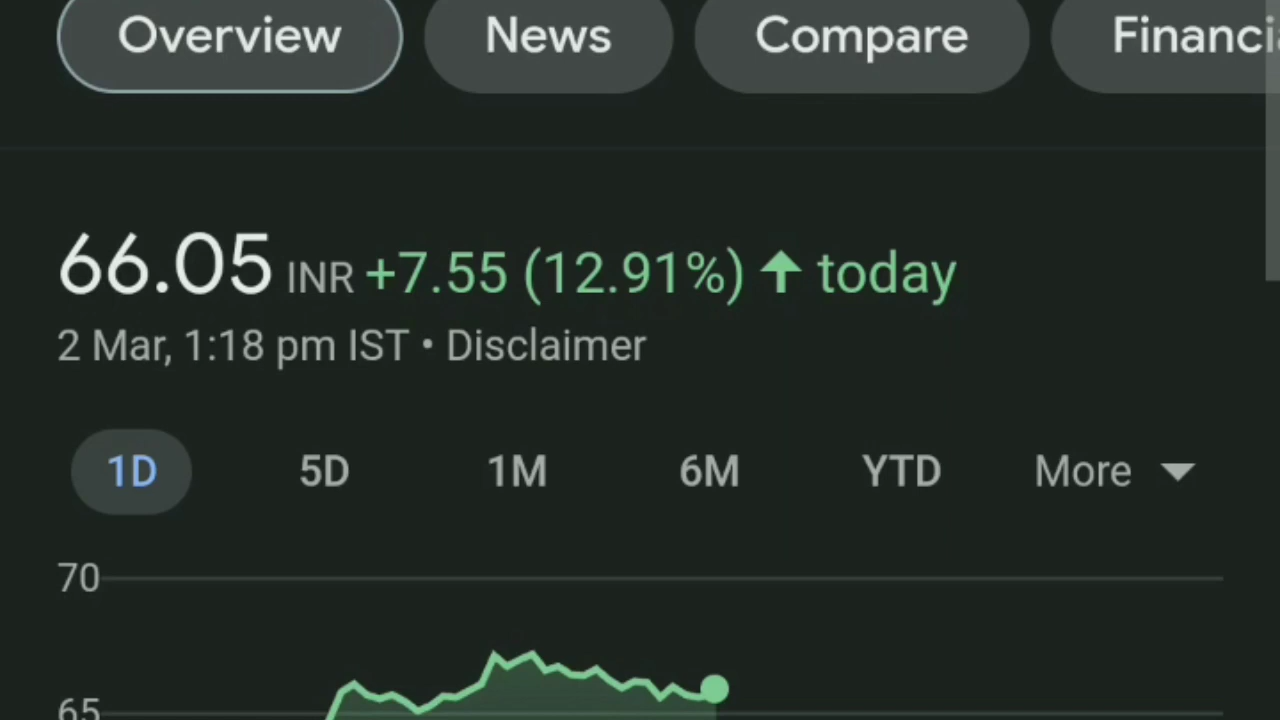 Overview News Compare Financi
66.05 INR +7.55 (12.91%) ↑ today
2 Mar, 1:18 pm IST • Disclaimer
1D 5D 1M 6M YTD More
70
65